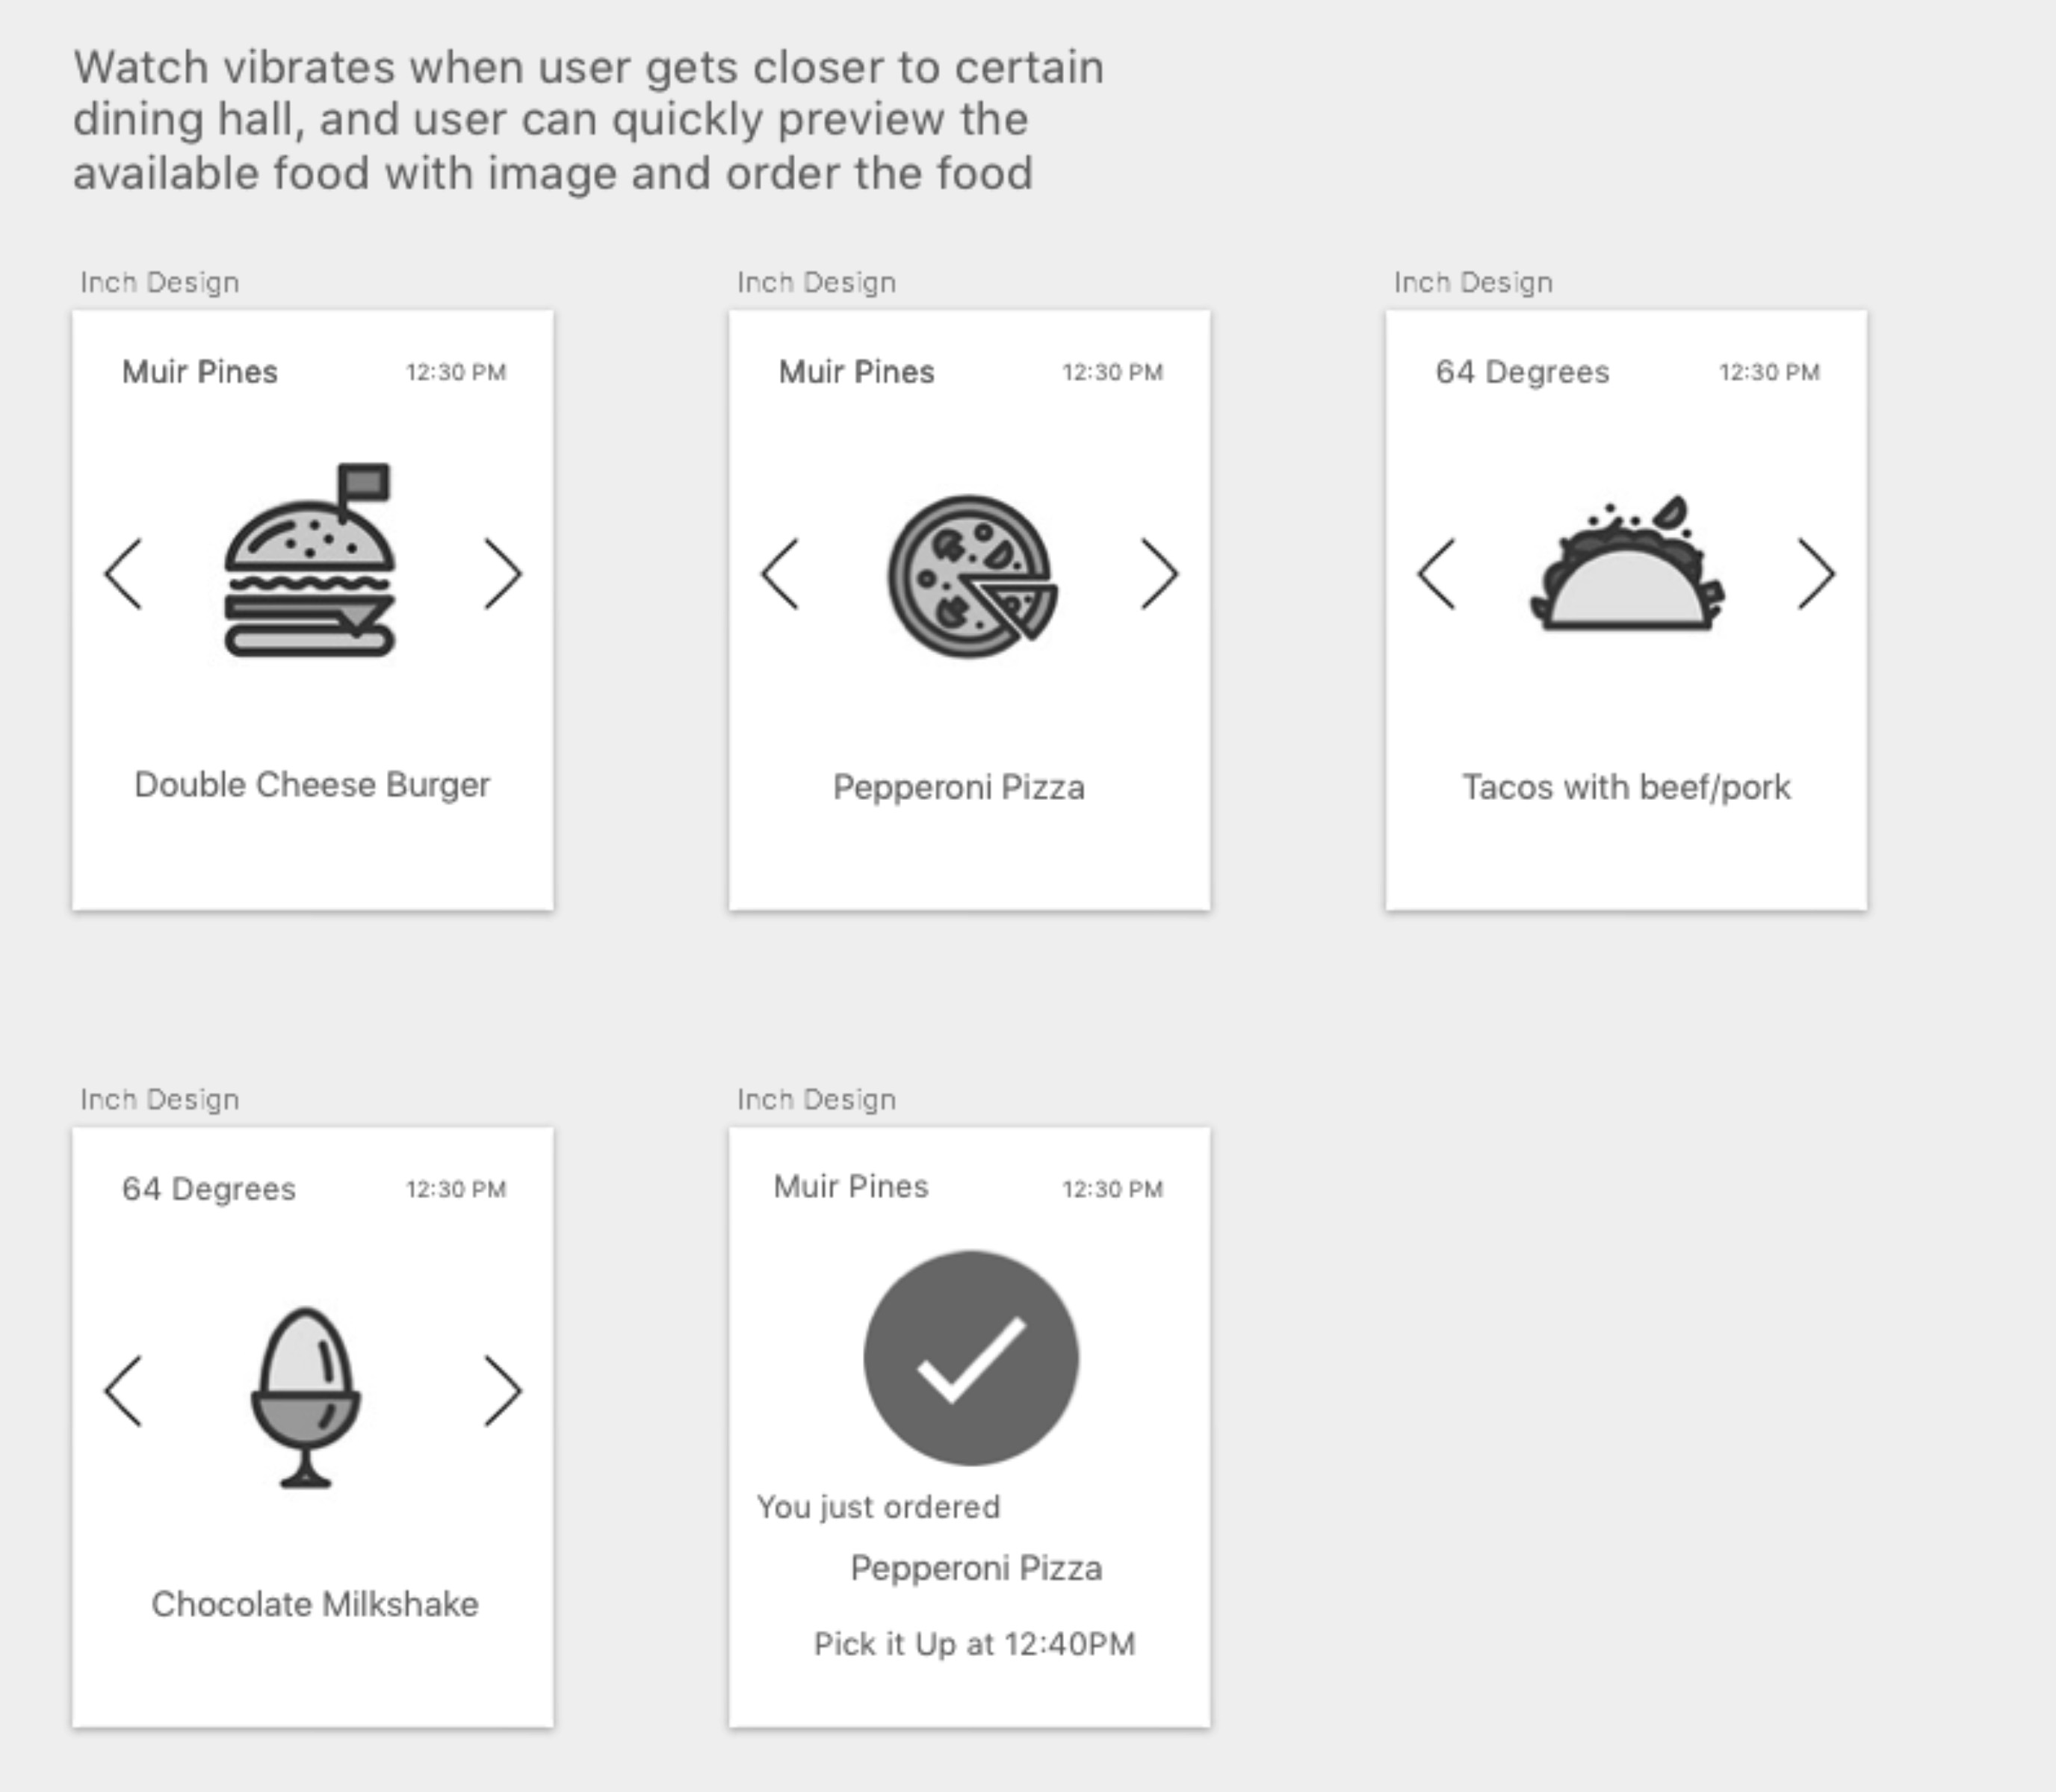 Watch vibrates when user gets closer to certain
dining hall, and user can quickly preview the
available food with image and order the food
Inch Design
Muir Pines 12:30 PM
Double Cheese Burger
Inch Design
Muir Pines 12:30 PM
Pepperoni Pizza
Inch Design
64 Degrees 12:30 PM
Tacos with beef/pork
Inch Design
64 Degrees 12:30 PM
Chocolate Milkshake
Inch Design
Muir Pines 12:30 PM
You just ordered
Pepperoni Pizza
Pick it Up at 12:40PM